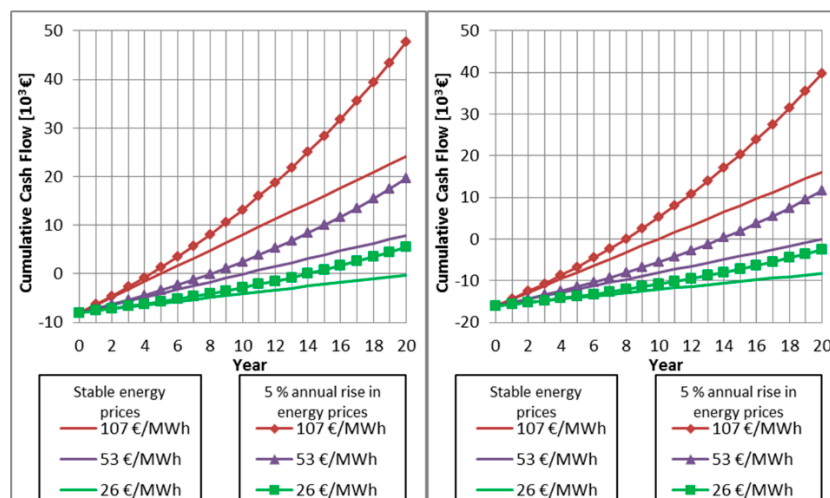 Cumulative Cash Flow [10³ €]
50
40
30
20
10
0
-10
0 2 4 6 8 10 12 14 16 18 20
Year
Stable energy
prices
107 €/MWh
53 €/MWh
26 €/MWh
5 % annual rise in
energy prices
107 €/MWh
53 €/MWh
26 €/MWh
Cumulative Cash Flow [10³ €]
50
40
30
20
10
0
-10
-20
0 2 4 6 8 10 12 14 16 18 20
Year
Stable energy
prices
107 €/MWh
53 €/MWh
26 €/MWh
5 % annual rise in
energy prices
107 €/MWh
53 €/MWh
26 €/MWh